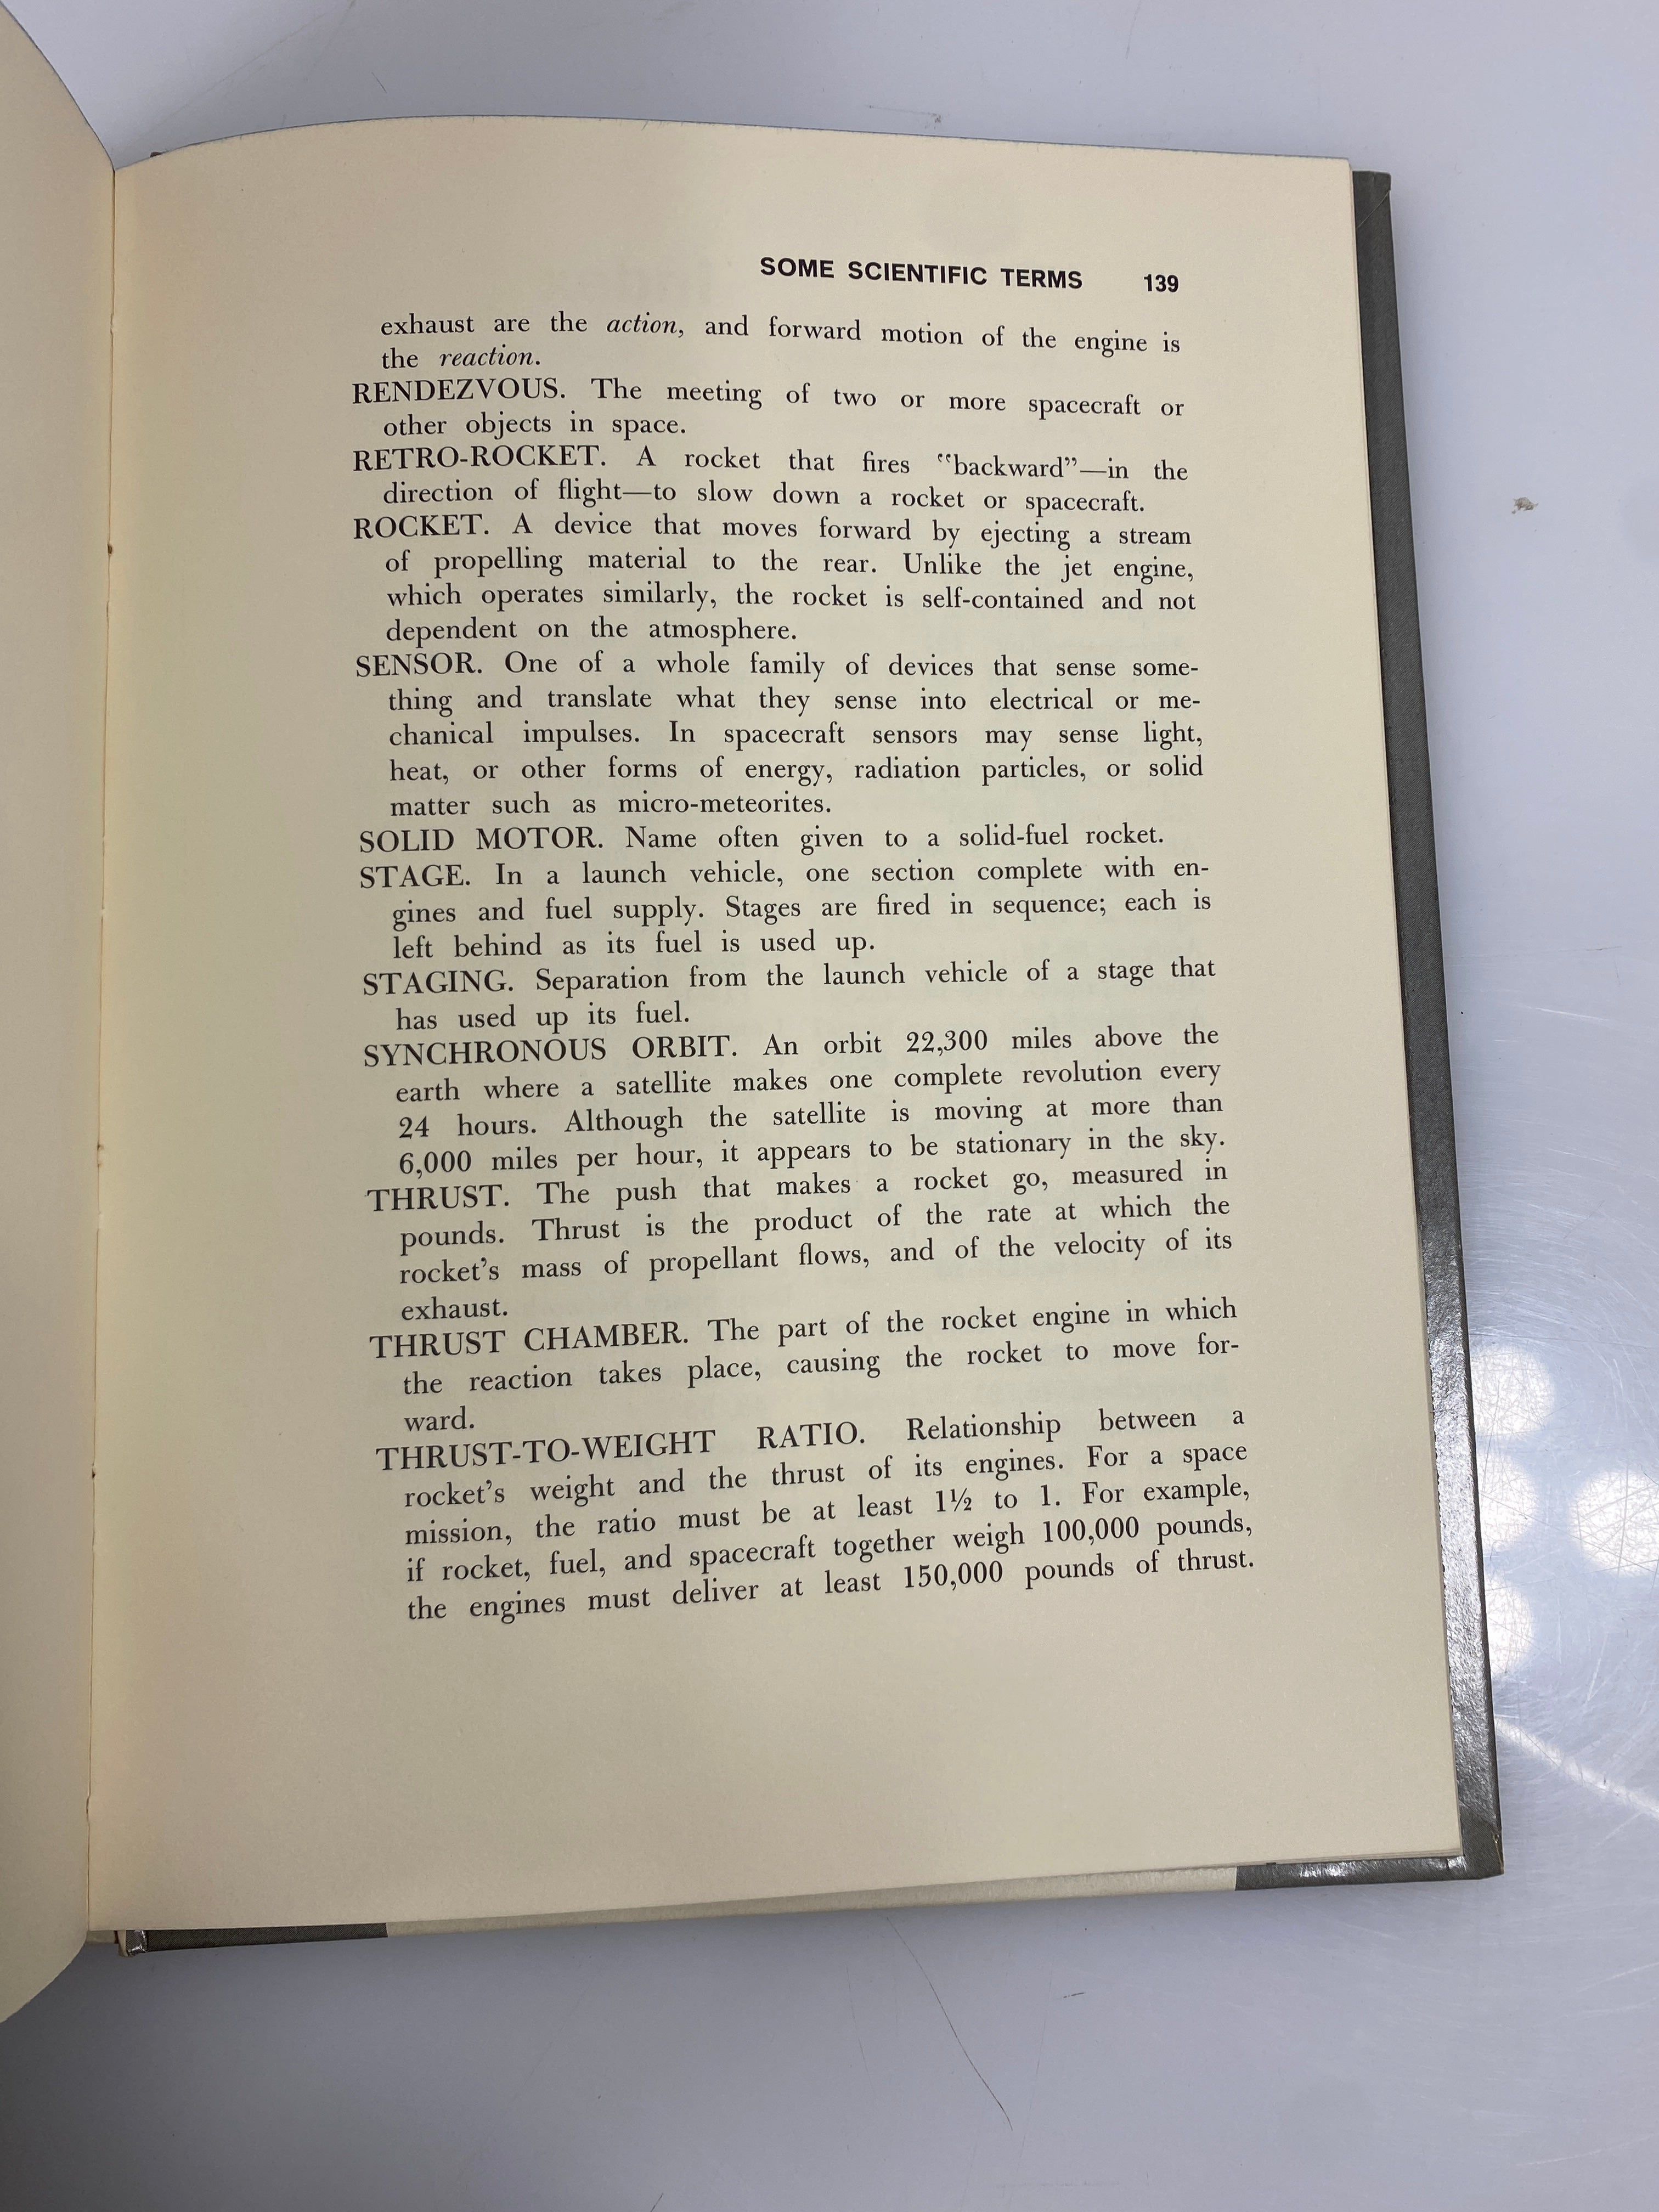 SOME SCIENTIFIC TERMS 139
exhaust are the action, and forward motion of the engine is
the reaction.
RENDEZVOUS. The meeting of two or more spacecraft or
other objects in space.
RETRO-ROCKET. A rocket that fires "backward"—in the
direction of flight—to slow down a rocket or spacecraft.
ROCKET. A device that moves forward by ejecting a stream
of propelling material to the rear. Unlike the jet engine,
which operates similarly, the rocket is self-contained and not
dependent on the atmosphere.
SENSOR. One of a whole family of devices that sense some-
thing and translate what they sense into electrical or me-
chanical impulses. In spacecraft sensors may sense light,
heat, or other forms of energy, radiation particles, or solid
matter such as micro-meteorites.
SOLID MOTOR. Name often given to a solid-fuel rocket.
STAGE. In a launch vehicle, one section complete with en-
gines and fuel supply. Stages are fired in sequence; each is
left behind as its fuel is used up.
STAGING. Separation from the launch vehicle of a stage that
has used up its fuel.
SYNCHRONOUS ORBIT. An orbit 22,300 miles above the
earth where a satellite makes one complete revolution every
24 hours. Although the satellite is moving at more than
6,000 miles per hour, it appears to be stationary in the sky.
THRUST. The push that makes a rocket go, measured in
pounds. Thrust is the product of the rate at which the
rocket's mass of propellant flows, and of the velocity of its
exhaust.
THRUST CHAMBER. The part of the rocket engine in which
the reaction takes place, causing the rocket to move for-
ward.
THRUST-TO-WEIGHT RATIO. Relationship between a
rocket's weight and the thrust of its engines. For a space
mission, the ratio must be at least 1½ to 1. For example,
if rocket, fuel, and spacecraft together weigh 100,000 pounds,
the engines must deliver at least 150,000 pounds of thrust.